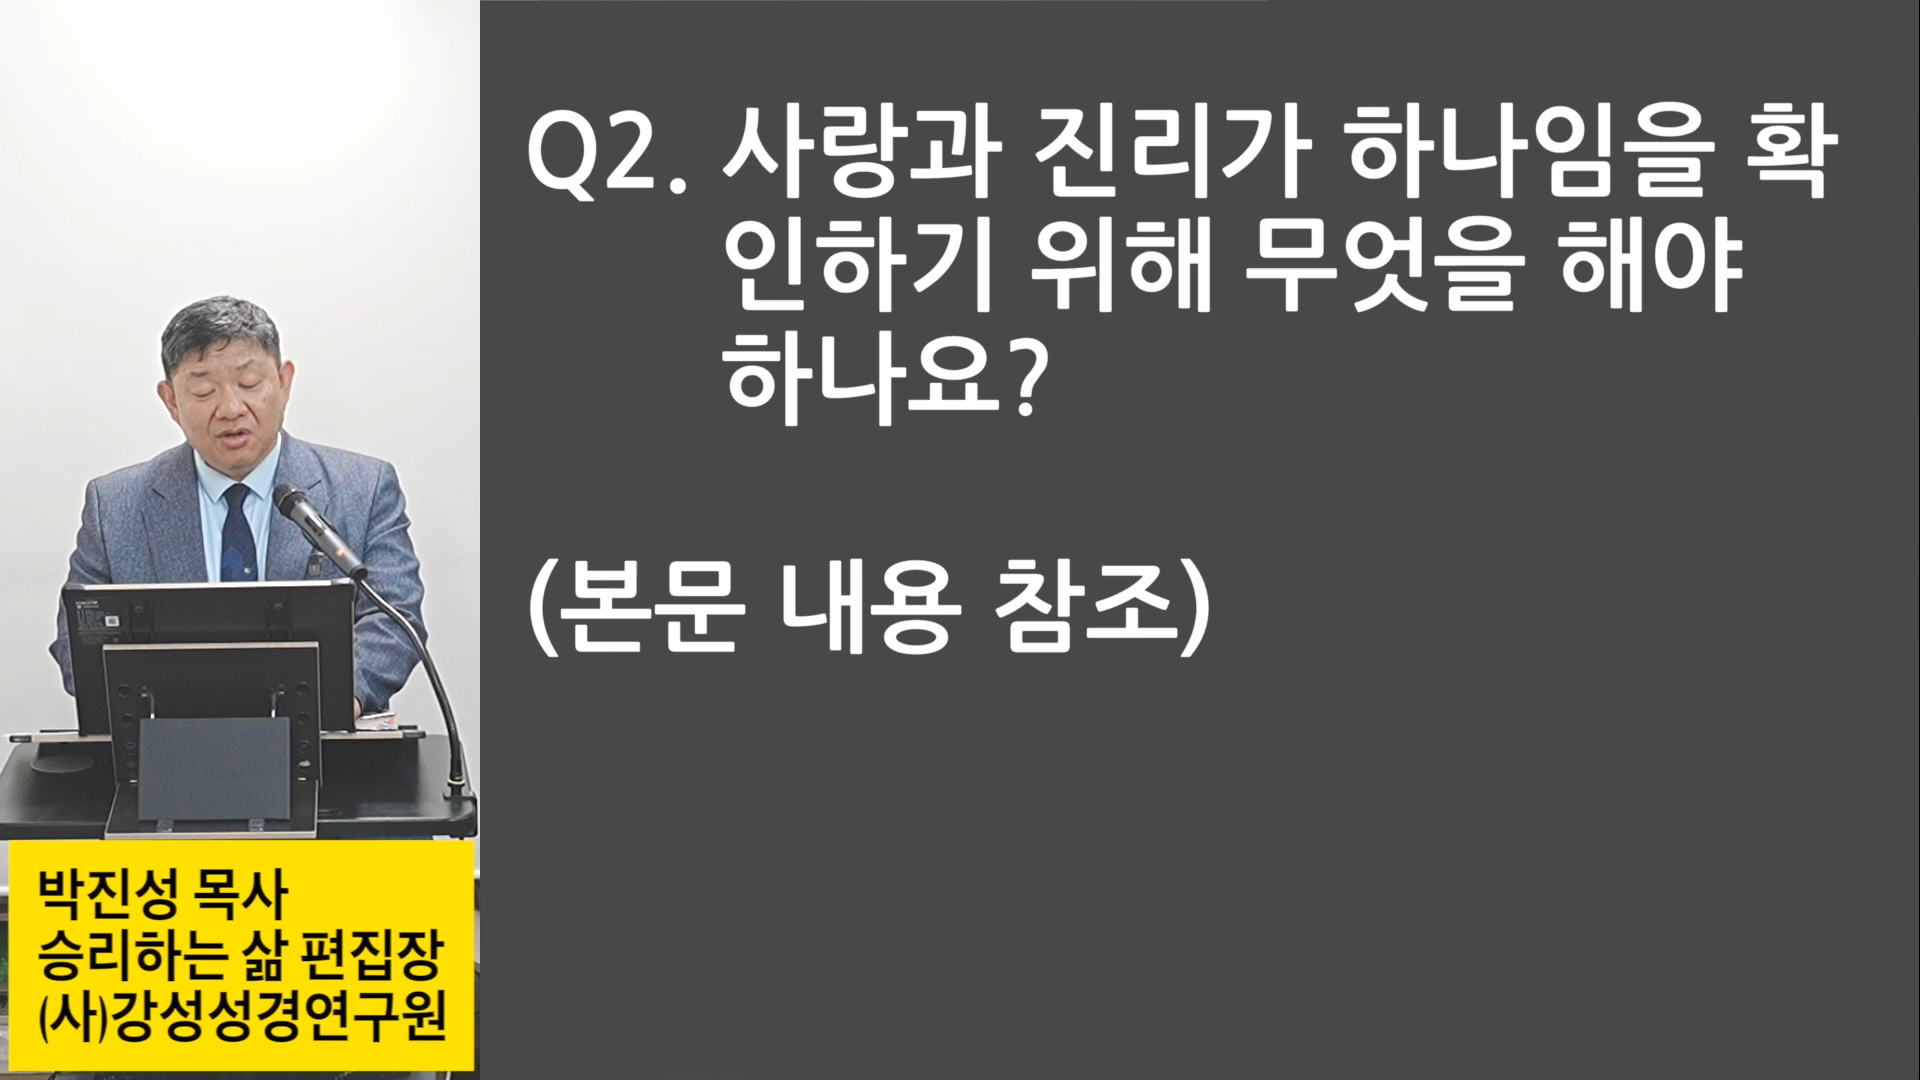 Q2. 사랑과 진리가 하나임을 확
인하기 위해 무엇을 해야
하나요?
(본문 내용 참조)
박진성 목사
승리하는 삶 편집장
(사)강성성경연구원